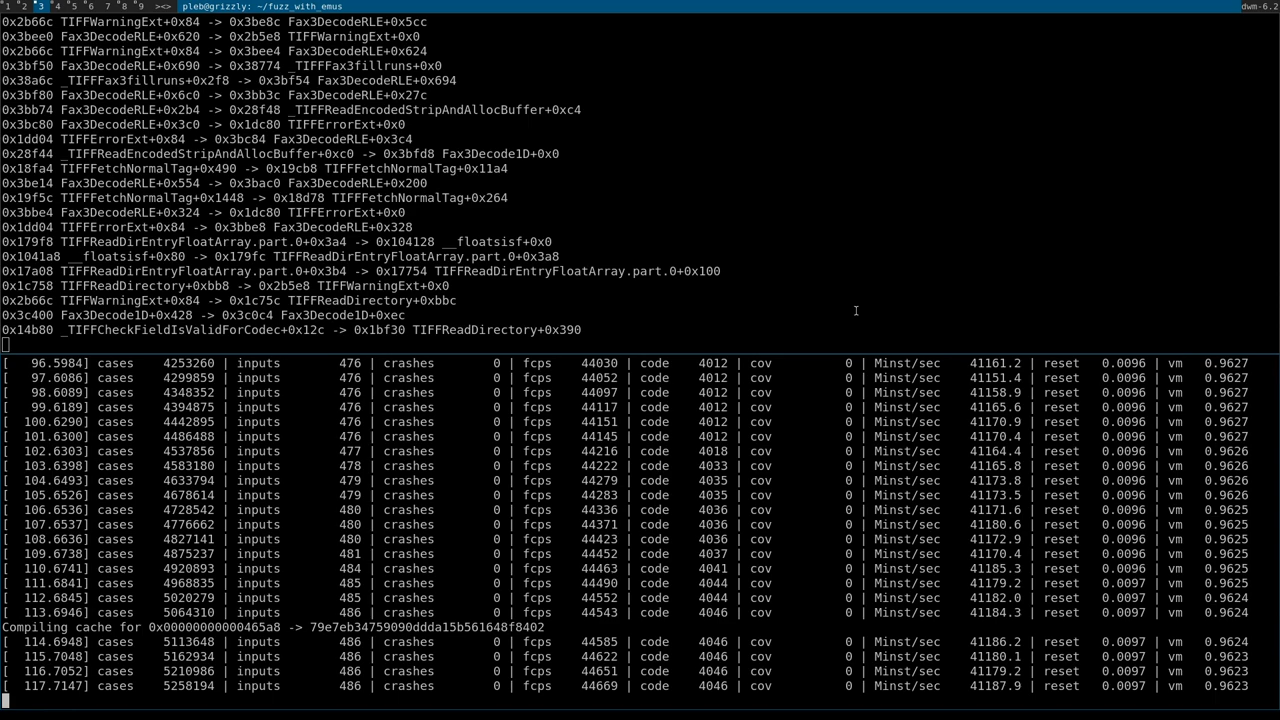 1 2 3 4 5 6 7 8 9 ><> pleb@grizzly: ~/fuzz_with_emus dwm-6.2
0x2b66c TIFFWarningExt+0x84 -> 0x3be8c Fax3DecodeRLE+0x5cc
0x3bee0 Fax3DecodeRLE+0x620 -> 0x2b5e8 TIFFWarningExt+0x0
0x2b66c TIFFWarningExt+0x84 -> 0x3bee4 Fax3DecodeRLE+0x624
0x3bf50 Fax3DecodeRLE+0x690 -> 0x38774 _TIFFFax3fillruns+0x0
0x38a6c _TIFFFax3fillruns+0x2f8 -> 0x3bf54 Fax3DecodeRLE+0x694
0x3bf80 Fax3DecodeRLE+0x6c0 -> 0x3bb3c Fax3DecodeRLE+0x27c
0x3bb74 Fax3DecodeRLE+0x2b4 -> 0x28f48 _TIFFReadEncodedStripAndAllocBuffer+0xc4
0x3bc80 Fax3DecodeRLE+0x3c0 -> 0x1dc80 TIFFErrorExt+0x0
0x1dd04 TIFFErrorExt+0x84 -> 0x3bc84 Fax3DecodeRLE+0x3c4
0x28f44 _TIFFReadEncodedStripAndAllocBuffer+0xc0 -> 0x3bfd8 Fax3Decode1D+0x0
0x18fa4 TIFFFetchNormalTag+0x490 -> 0x19cb8 TIFFFetchNormalTag+0x11a4
0x3be14 Fax3DecodeRLE+0x554 -> 0x3bac0 Fax3DecodeRLE+0x200
0x19f5c TIFFFetchNormalTag+0x1448 -> 0x18d78 TIFFFetchNormalTag+0x264
0x3bbe4 Fax3DecodeRLE+0x324 -> 0x1dc80 TIFFErrorExt+0x0
0x1dd04 TIFFErrorExt+0x84 -> 0x3bbe8 Fax3DecodeRLE+0x328
0x179f8 TIFFReadDirEntryFloatArray.part.0+0x3a4 -> 0x104128 __floatsisf+0x0
0x1041a8 __floatsisf+0x80 -> 0x179fc TIFFReadDirEntryFloatArray.part.0+0x3a8
0x17a08 TIFFReadDirEntryFloatArray.part.0+0x3b4 -> 0x17754 TIFFReadDirEntryFloatArray.part.0+0x100
0x1c758 TIFFReadDirectory+0xbb8 -> 0x2b5e8 TIFFWarningExt+0x0
0x2b66c TIFFWarningExt+0x84 -> 0x1c75c TIFFReadDirectory+0xbbc
0x3c400 Fax3Decode1D+0x428 -> 0x3c0c4 Fax3Decode1D+0xec
0x14b80 _TIFFCheckFieldIsValidForCodec+0x12c -> 0x1bf30 TIFFReadDirectory+0x390
[ 96.5984] cases 4253260 | inputs 476 | crashes 0 | fcps 44030 | code 4012 | cov 0 | Minst/sec 41161.2 | reset 0.0096 | vm 0.9627
[ 97.6086] cases 4299859 | inputs 476 | crashes 0 | fcps 44052 | code 4012 | cov 0 | Minst/sec 41151.4 | reset 0.0096 | vm 0.9627
[ 98.6089] cases 4348352 | inputs 476 | crashes 0 | fcps 44097 | code 4012 | cov 0 | Minst/sec 41158.9 | reset 0.0096 | vm 0.9627
[ 99.6189] cases 4394875 | inputs 476 | crashes 0 | fcps 44117 | code 4012 | cov 0 | Minst/sec 41165.6 | reset 0.0096 | vm 0.9627
[ 100.6290] cases 4442895 | inputs 476 | crashes 0 | fcps 44151 | code 4012 | cov 0 | Minst/sec 41170.9 | reset 0.0096 | vm 0.9627
[ 101.6300] cases 4486488 | inputs 476 | crashes 0 | fcps 44145 | code 4012 | cov 0 | Minst/sec 41170.4 | reset 0.0096 | vm 0.9627
[ 102.6303] cases 4537856 | inputs 477 | crashes 0 | fcps 44216 | code 4018 | cov 0 | Minst/sec 41164.4 | reset 0.0096 | vm 0.9626
[ 103.6398] cases 4583180 | inputs 478 | crashes 0 | fcps 44222 | code 4033 | cov 0 | Minst/sec 41165.8 | reset 0.0096 | vm 0.9626
[ 104.6493] cases 4633794 | inputs 479 | crashes 0 | fcps 44279 | code 4035 | cov 0 | Minst/sec 41173.8 | reset 0.0096 | vm 0.9626
[ 105.6526] cases 4678614 | inputs 479 | crashes 0 | fcps 44283 | code 4035 | cov 0 | Minst/sec 41173.5 | reset 0.0096 | vm 0.9626
[ 106.6536] cases 4728542 | inputs 480 | crashes 0 | fcps 44336 | code 4036 | cov 0 | Minst/sec 41171.6 | reset 0.0096 | vm 0.9625
[ 107.6537] cases 4776662 | inputs 480 | crashes 0 | fcps 44371 | code 4036 | cov 0 | Minst/sec 41180.6 | reset 0.0096 | vm 0.9625
[ 108.6636] cases 4827141 | inputs 480 | crashes 0 | fcps 44423 | code 4036 | cov 0 | Minst/sec 41172.9 | reset 0.0096 | vm 0.9625
[ 109.6738] cases 4875237 | inputs 481 | crashes 0 | fcps 44452 | code 4037 | cov 0 | Minst/sec 41170.4 | reset 0.0096 | vm 0.9625
[ 110.6741] cases 4920893 | inputs 484 | crashes 0 | fcps 44463 | code 4041 | cov 0 | Minst/sec 41185.3 | reset 0.0096 | vm 0.9625
[ 111.6841] cases 4968835 | inputs 485 | crashes 0 | fcps 44490 | code 4044 | cov 0 | Minst/sec 41179.2 | reset 0.0097 | vm 0.9625
[ 112.6845] cases 5020279 | inputs 485 | crashes 0 | fcps 44552 | code 4044 | cov 0 | Minst/sec 41182.0 | reset 0.0097 | vm 0.9624
[ 113.6946] cases 5064310 | inputs 486 | crashes 0 | fcps 44543 | code 4046 | cov 0 | Minst/sec 41184.3 | reset 0.0097 | vm 0.9624
Compiling cache for 0x00000000000465a8 -> 79e7eb34759090ddda15b561648f8402
[ 114.6948] cases 5113648 | inputs 486 | crashes 0 | fcps 44585 | code 4046 | cov 0 | Minst/sec 41186.2 | reset 0.0097 | vm 0.9624
[ 115.7048] cases 5162934 | inputs 486 | crashes 0 | fcps 44622 | code 4046 | cov 0 | Minst/sec 41180.1 | reset 0.0097 | vm 0.9623
[ 116.7052] cases 5210986 | inputs 486 | crashes 0 | fcps 44651 | code 4046 | cov 0 | Minst/sec 41179.2 | reset 0.0097 | vm 0.9623
[ 117.7147] cases 5258194 | inputs 486 | crashes 0 | fcps 44669 | code 4046 | cov 0 | Minst/sec 41187.9 | reset 0.0097 | vm 0.9623